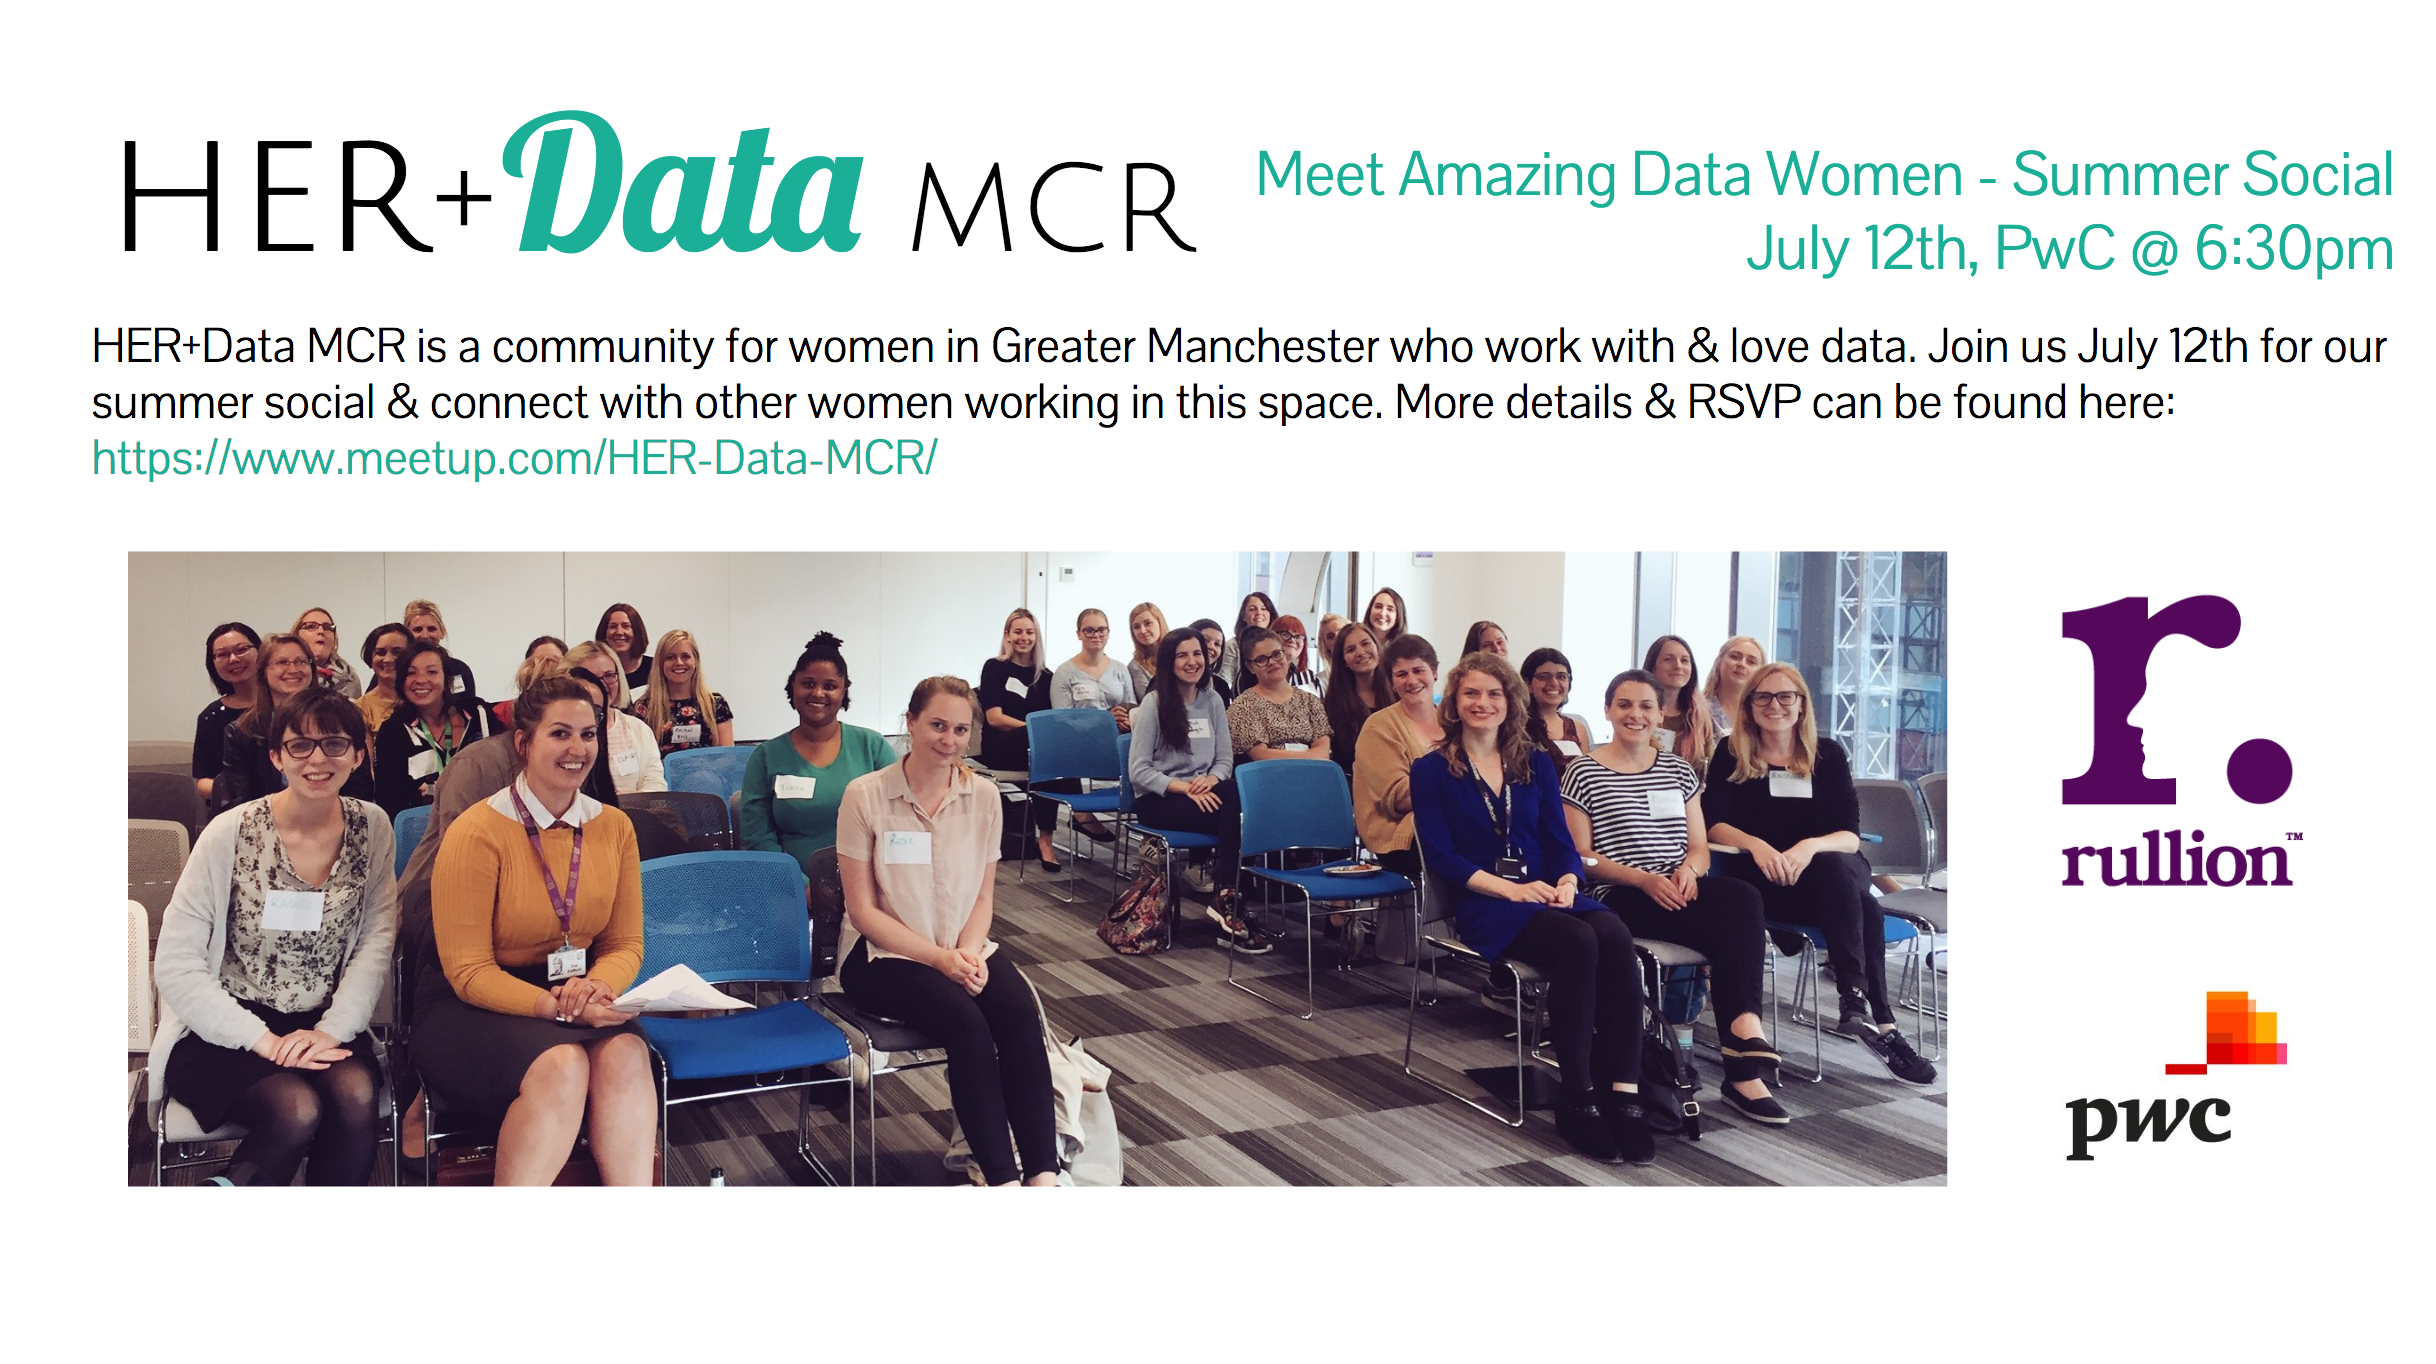 HER+Data MCR
Meet Amazing Data Women - Summer Social
July 12th, PwC @ 6:30pm
HER+Data MCR is a community for women in Greater Manchester who work with & love data. Join us July 12th for our
summer social & connect with other women working in this space. More details & RSVP can be found here:
https://www.meetup.com/HER-Data-MCR/
r.
rullion™
pwc